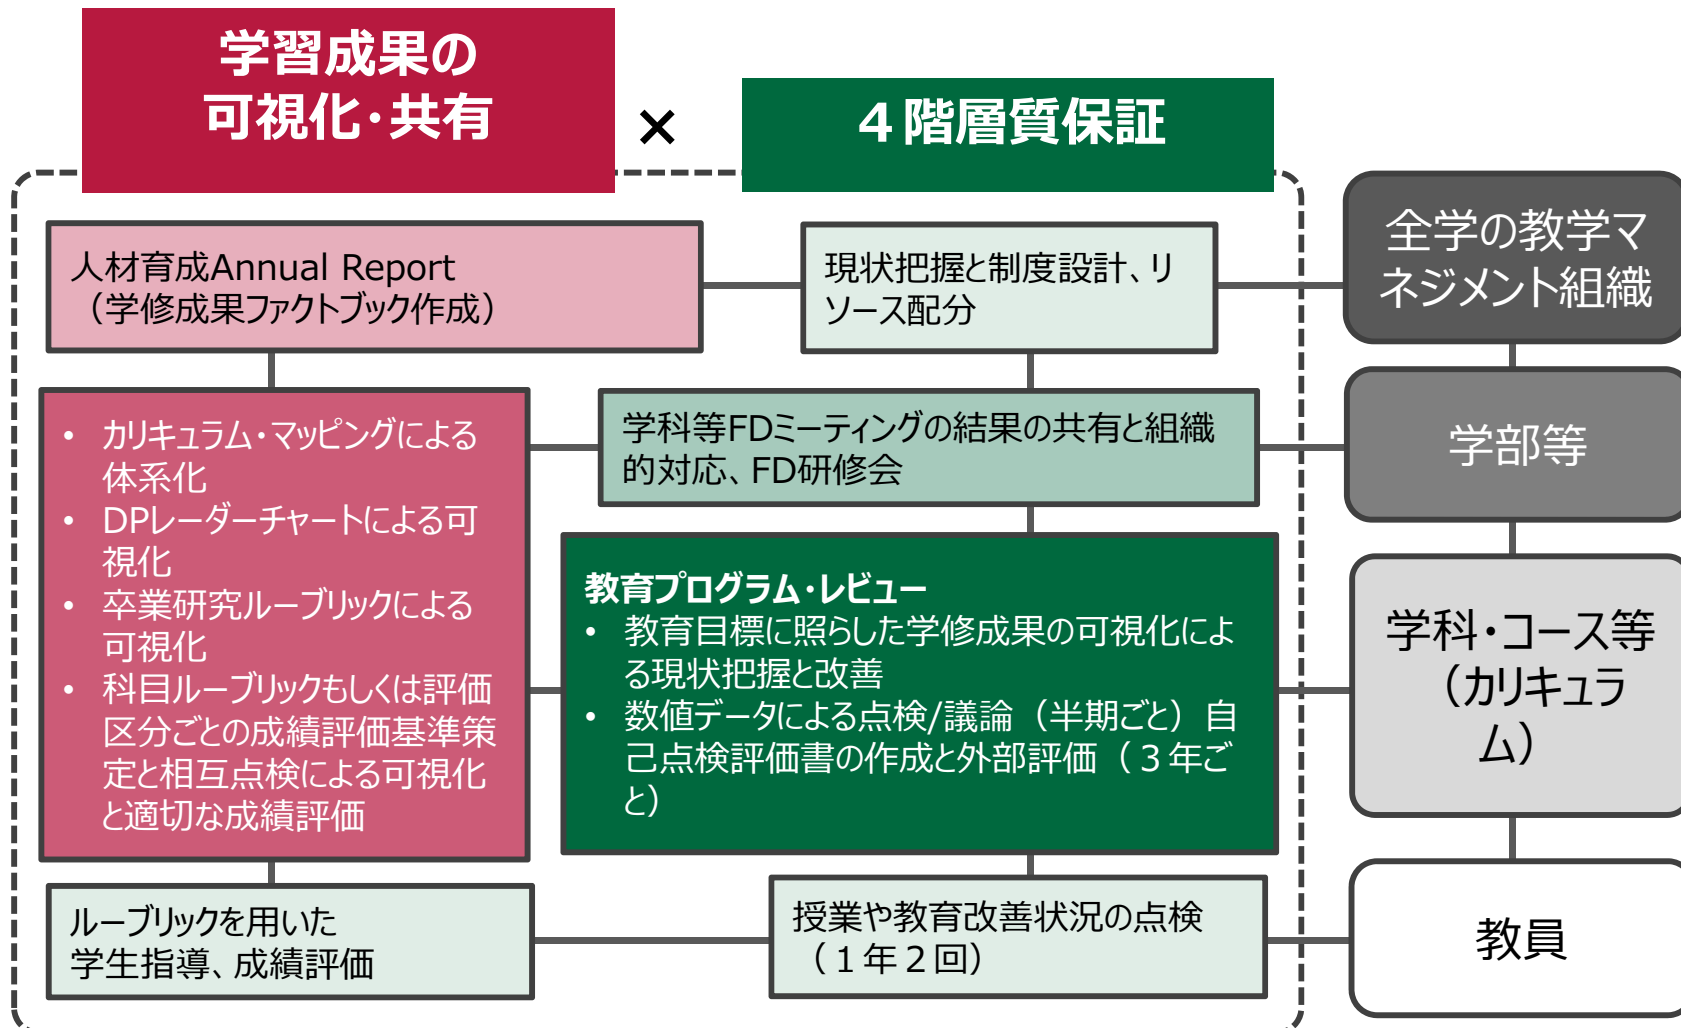 学習成果の
可視化・共有
×
４階層質保証
人材育成Annual Report
（学修成果ファクトブック作成）
現状把握と制度設計、リ
ソース配分
全学の教学マ
ネジメント組織
・ カリキュラム・マッピングによる
体系化
・ DPレーダーチャートによる可
視化
・ 卒業研究ルーブリックによる
可視化
・ 科目ルーブリックもしくは評価
区分ごとの成績評価基準策
定と相互点検による可視化
と適切な成績評価
学科等FDミーティングの結果の共有と組織
的対応、FD研修会
学部等
教育プログラム・レビュー
・ 教育目標に照らした学修成果の可視化によ
る現状把握と改善
・ 数値データによる点検/議論（半期ごと）自
己点検評価書の作成と外部評価（３年ご
と）
学科・コース等
（カリキュラ
ム）
ルーブリックを用いた
学生指導、成績評価
授業や教育改善状況の点検
（１年２回）
教員